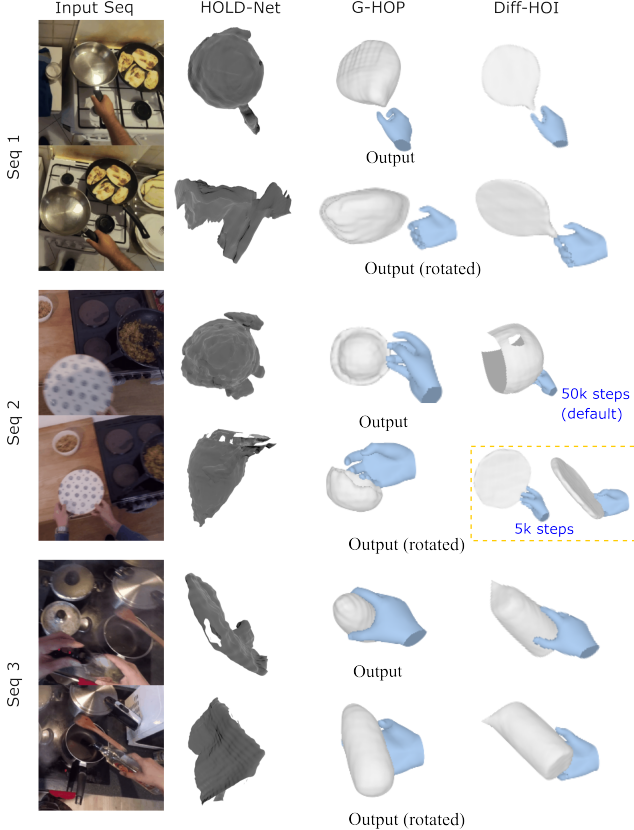 Input Seq HOLD-Net G-HOP Diff-HOI
Seq 1
Output
Output (rotated)
Seq 2
50k steps
(default)
Output
5k steps
Output (rotated)
Seq 3
Output
Output (rotated)